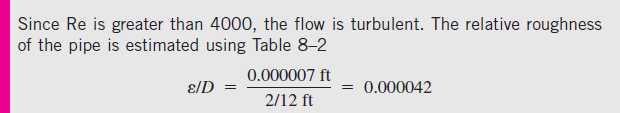 Since Re is greater than 4000, the flow is turbulent. The relative roughness
of the pipe is estimated using Table 8–2
ε/D = 0.000007 ft / 2/12 ft = 0.000042